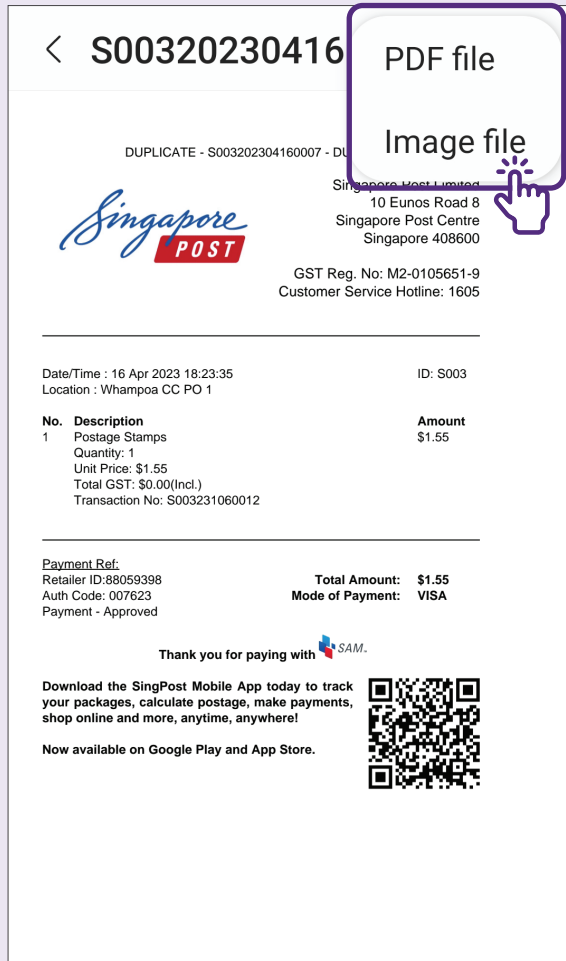 S00320230416
PDF file
Image file
DUPLICATE - S003202304160007 - DU
Singapore Post Limited
10 Eunos Road 8
Singapore Post Centre
Singapore 408600
Singapore
POST
GST Reg. No: M2-0105651-9
Customer Service Hotline: 1605
Date/Time : 16 Apr 2023 18:23:35 ID: S003
Location : Whampoa CC PO 1
No. Description Amount
1 Postage Stamps $1.55
Quantity: 1
Unit Price: $1.55
Total GST: $0.00(Incl.)
Transaction No: S003231060012
Payment Ref:
Retailer ID:88059398 Total Amount: $1.55
Auth Code: 007623 Mode of Payment: VISA
Payment - Approved
Thank you for paying with SAM™
Download the SingPost Mobile App today to track
your packages, calculate postage, make payments,
shop online and more, anytime, anywhere!
Now available on Google Play and App Store.